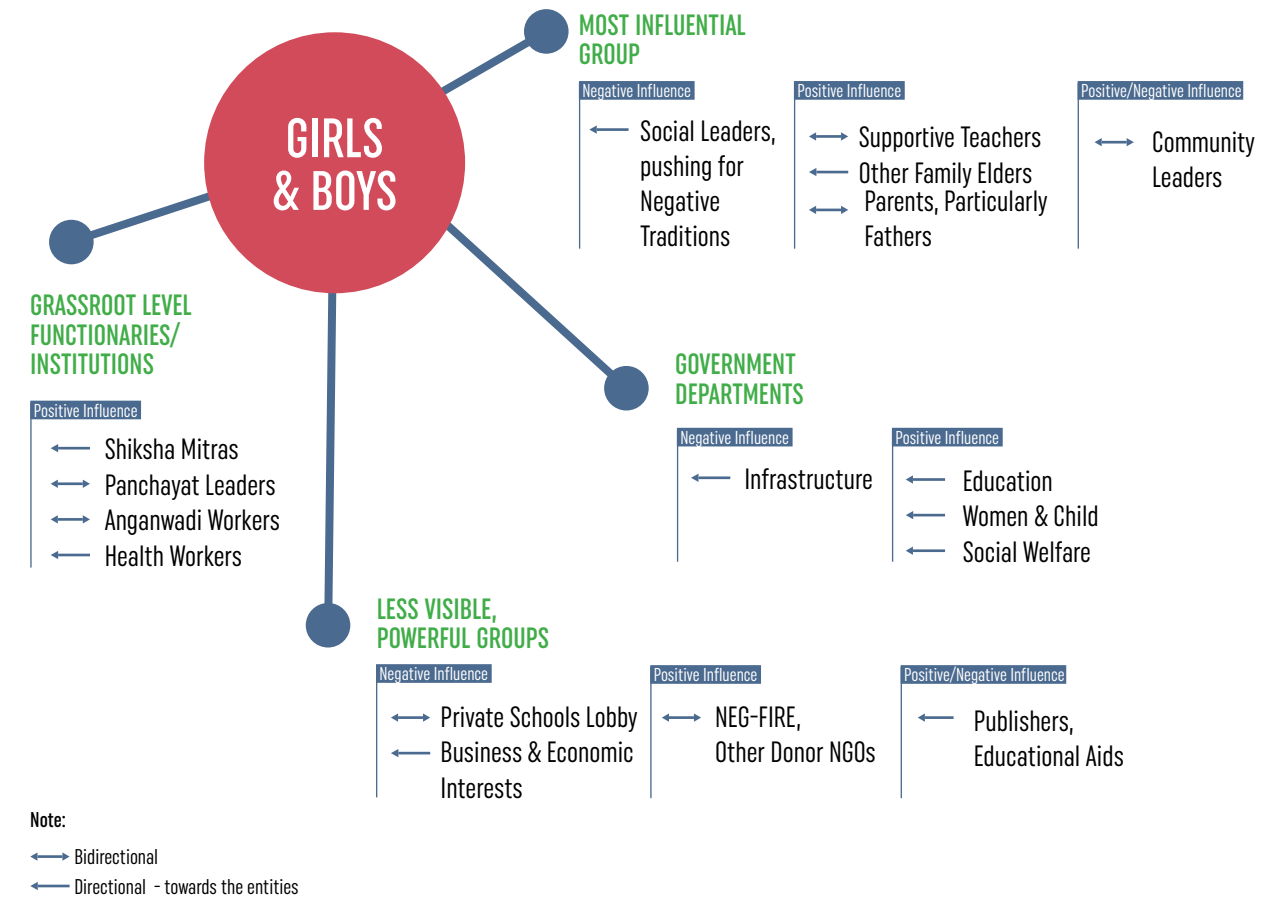 GIRLS
& BOYS
MOST INFLUENTIAL
GROUP
Negative Influence
Social Leaders,
pushing for
Negative
Traditions
Positive Influence
Supportive Teachers
Other Family Elders
Parents, Particularly
Fathers
Positive/Negative Influence
Community
Leaders
GRASSROOT LEVEL
FUNCTIONARIES/
INSTITUTIONS
Positive Influence
Shiksha Mitras
Panchayat Leaders
Anganwadi Workers
Health Workers
GOVERNMENT
DEPARTMENTS
Negative Influence
Infrastructure
Positive Influence
Education
Women & Child
Social Welfare
LESS VISIBLE,
POWERFUL GROUPS
Negative Influence
Private Schools Lobby
Business & Economic
Interests
Positive Influence
NEG-FIRE,
Other Donor NGOs
Positive/Negative Influence
Publishers,
Educational Aids
Note:
Bidirectional
Directional - towards the entities